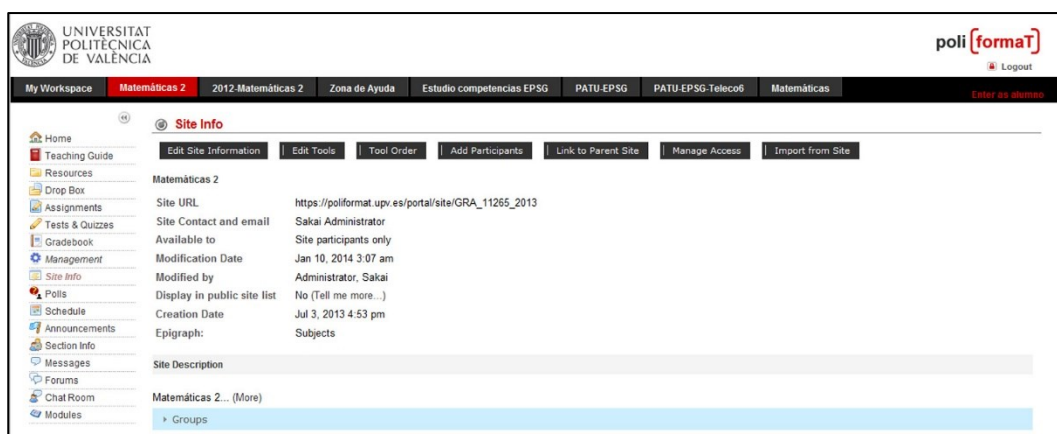 UNIVERSITAT
POLITÈCNICA
DE VALÈNCIA
poli [formaT]
Logout
My Workspace Matemáticas 2 2012-Matemáticas 2 Zona de Ayuda Estudio competencias EPSG PATU-EPSG PATU-EPSG-Teleco6 Matemáticas
Enter as alumno
Home
Teaching Guide
Resources
Drop Box
Assignments
Tests & Quizzes
Gradebook
Management
Site Info
Polls
Schedule
Announcements
Section Info
Messages
Forums
Chat Room
Modules
Site Info
Edit Site Information | Edit Tools | Tool Order | Add Participants | Link to Parent Site | Manage Access | Import from Site
Matemáticas 2
Site URL https://poliformat.upv.es/portal/site/GRA_11265_2013
Site Contact and email Sakai Administrator
Available to Site participants only
Modification Date Jan 10, 2014 3:07 am
Modified by Administrator, Sakai
Display in public site list No (Tell me more...)
Creation Date Jul 3, 2013 4:53 pm
Epigraph: Subjects
Site Description
Matemáticas 2... (More)
Groups